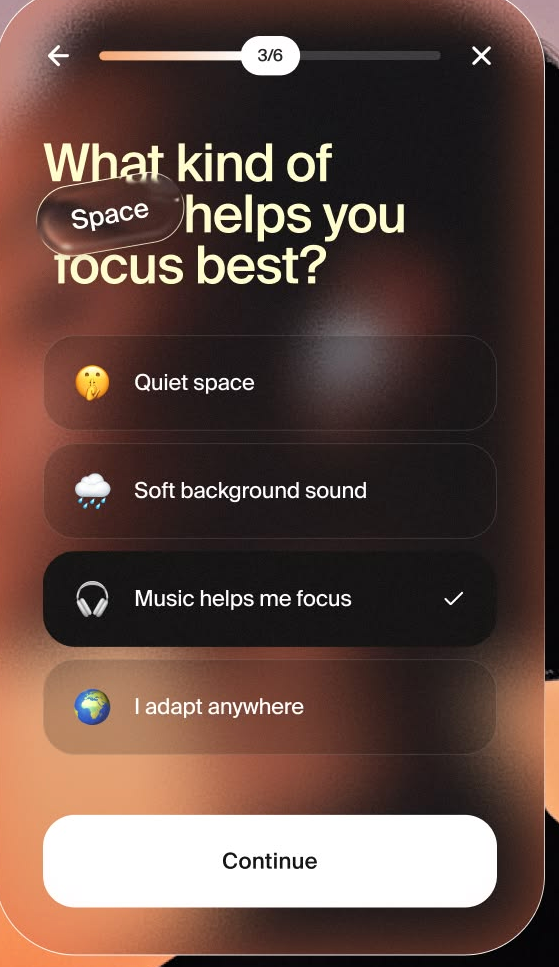 3/6
What kind of
Space helps you
focus best?
Quiet space
Soft background sound
Music helps me focus
I adapt anywhere
Continue